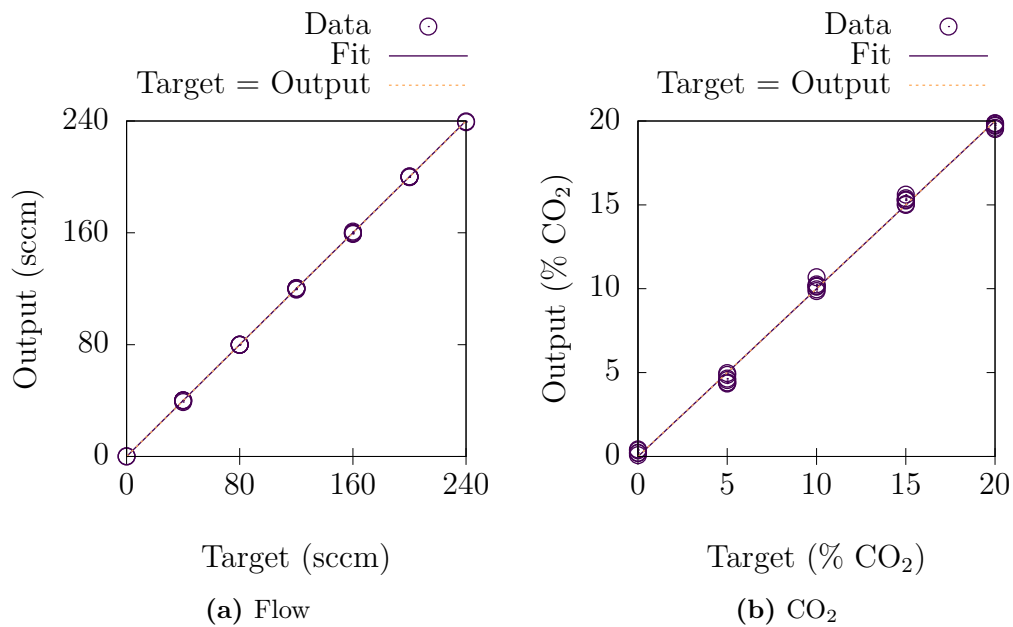 Data
Fit
Target = Output
240
160
80
0
0 80 160 240
Output (sccm)
Target (sccm)
(a) Flow
Data
Fit
Target = Output
20
15
10
5
0
0 5 10 15 20
Output (% CO₂)
Target (% CO₂)
(b) CO₂